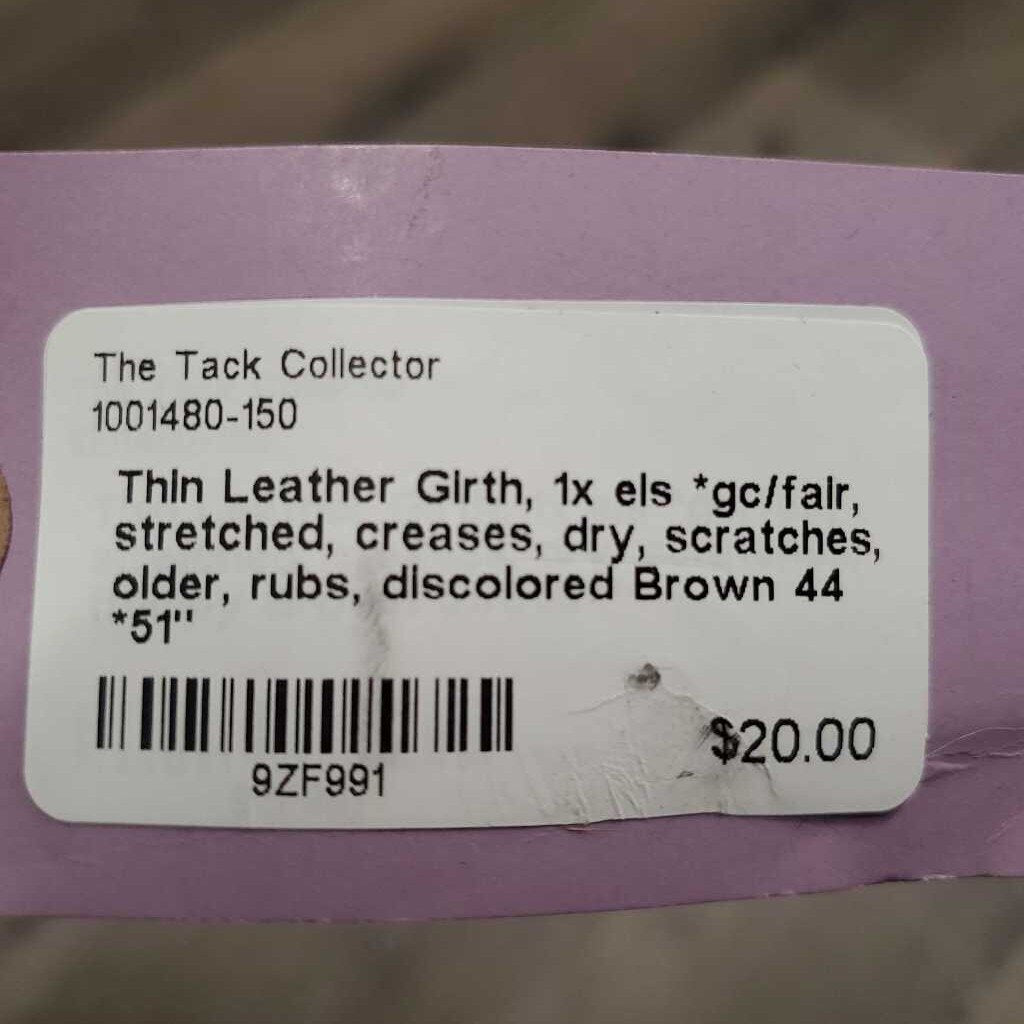 The Tack Collector
1001480-150
Thin Leather Girth, 1x els *gc/fair,
stretched, creases, dry, scratches,
older, rubs, discolored Brown 44
*51"
9ZF991
$20.00